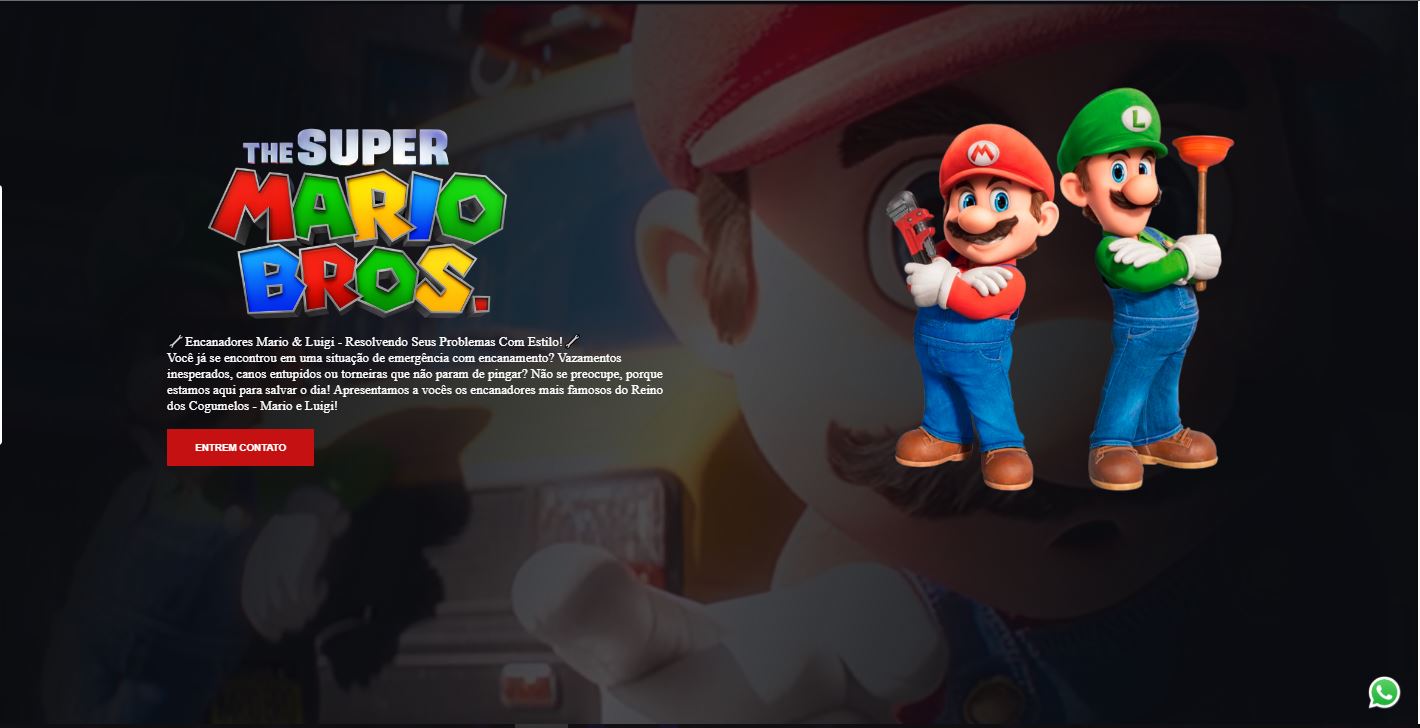 THE SUPER
MARIO
BROS.
M
L
🔧Encanadores Mario & Luigi - Resolvendo Seus Problemas Com Estilo!🔧
Você já se encontrou em uma situação de emergência com encanamento? Vazamentos
inesperados, canos entupidos ou torneiras que não param de pingar? Não se preocupe, porque
estamos aqui para salvar o dia! Apresentamos a vocês os encanadores mais famosos do Reino
dos Cogumelos - Mario e Luigi!
ENTREM CONTATO